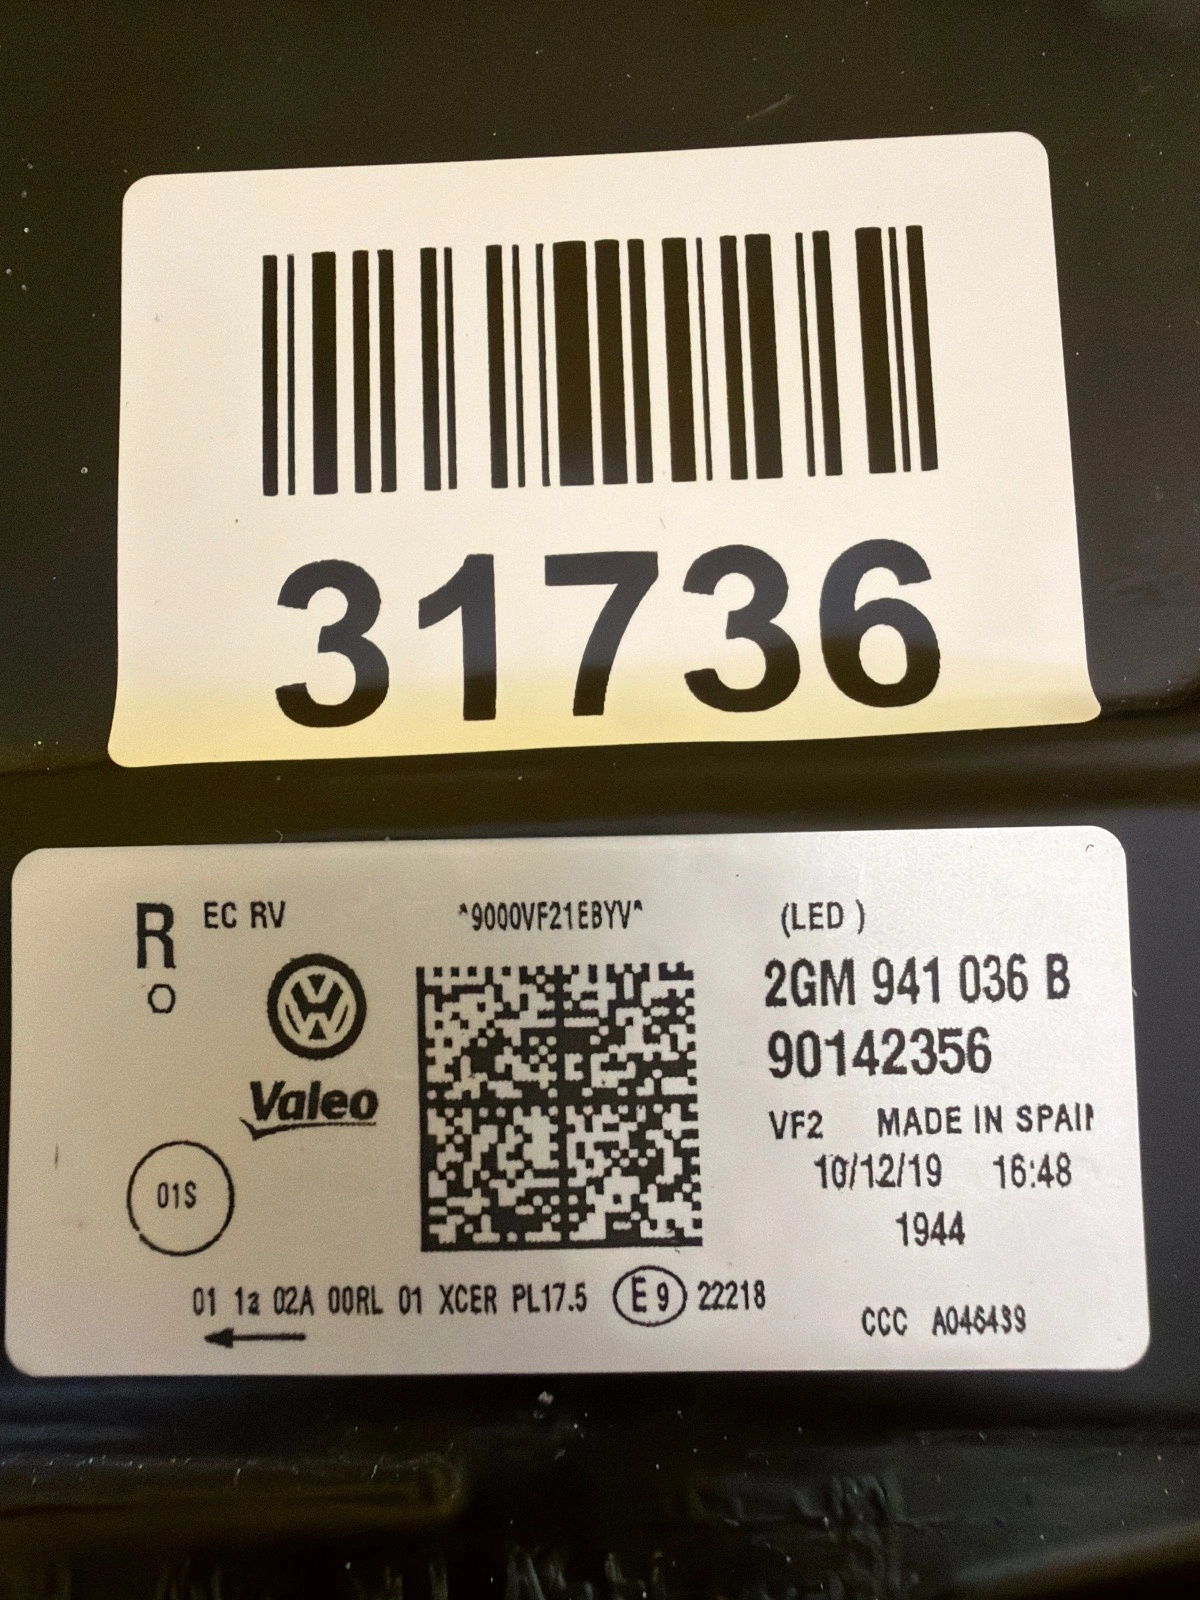 31736
R EC RV ^9000VF21EBYV^ (LED )
O
2GM 941 036 B
90142356
Valeo
VF2 MADE IN SPAIN
10/12/19 16:48
01S
1944
01 1a 02A 00RL 01 XCER PL17.5 E 9 22218
CCC A046439